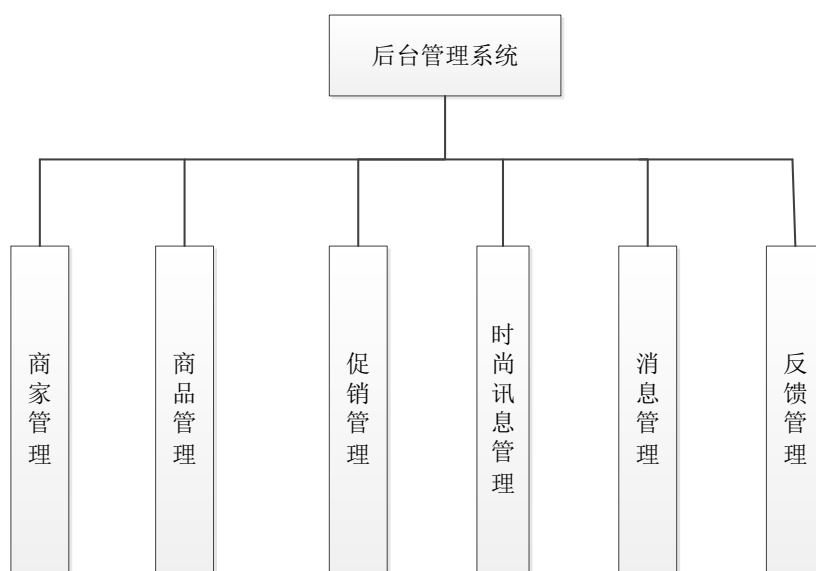 后台管理系统
商家管理
商品管理
促销管理
时尚讯息管理
消息管理
反馈管理